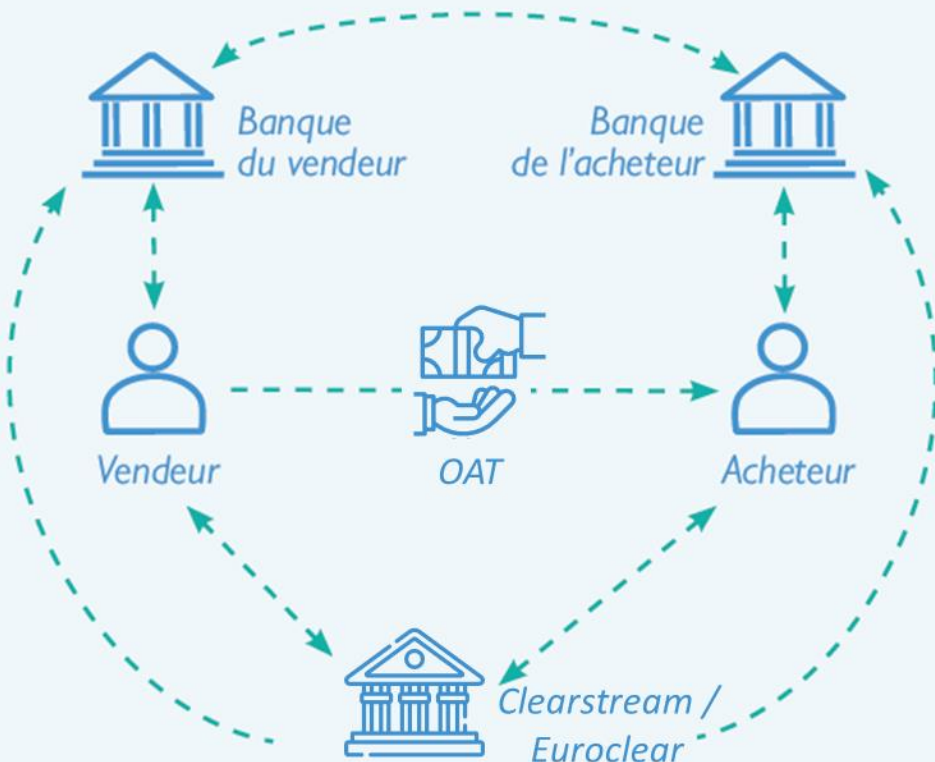 Banque
du vendeur
Banque
de l'acheteur
Vendeur
OAT
Acheteur
Clearstream /
Euroclear